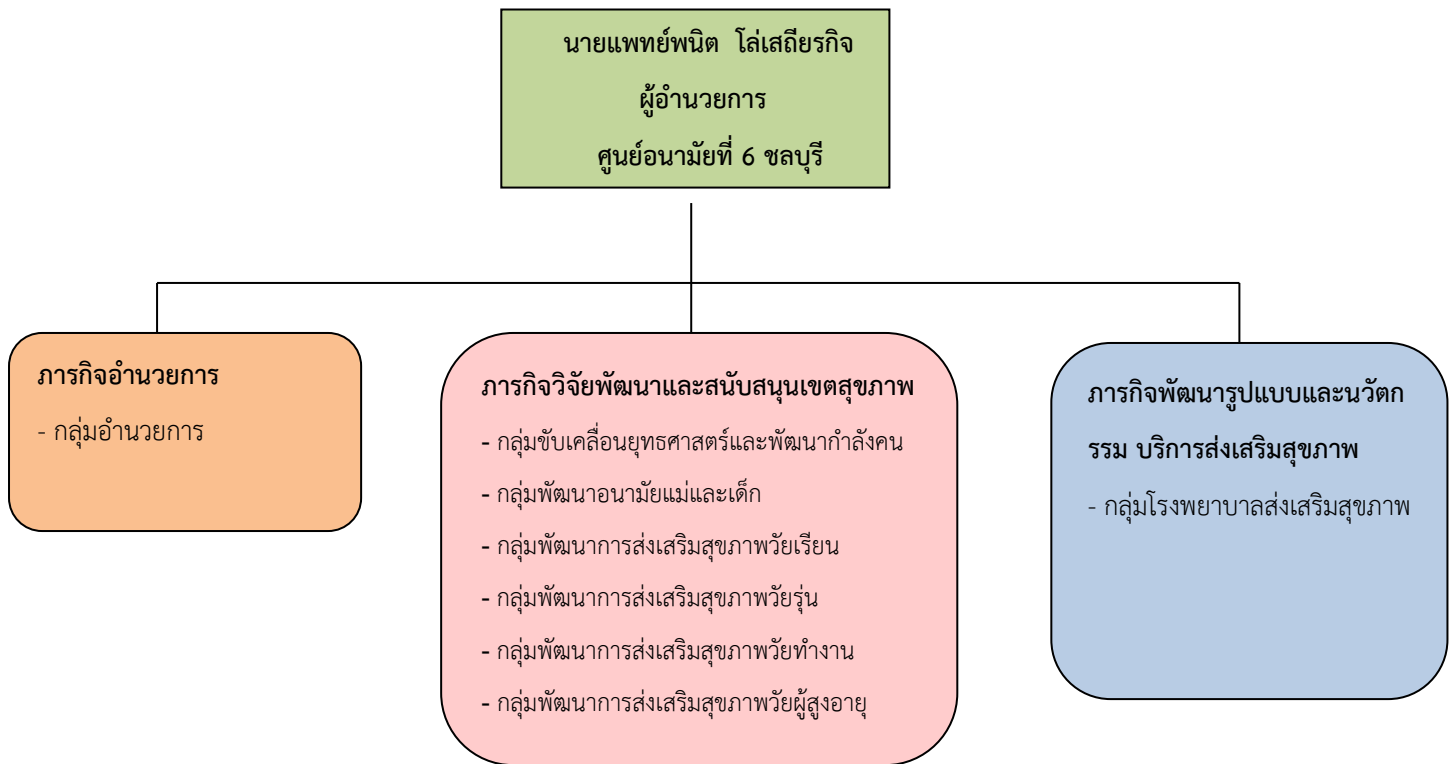 นายแพทย์พนิต โล่เสถียรกิจ
ผู้อำนวยการ
ศูนย์อนามัยที่ 6 ชลบุรี
ภารกิจอำนวยการ
- กลุ่มอำนวยการ
ภารกิจวิจัยพัฒนาและสนับสนุนเขตสุขภาพ
- กลุ่มขับเคลื่อนยุทธศาสตร์และพัฒนากำลังคน
- กลุ่มพัฒนาอนามัยแม่และเด็ก
- กลุ่มพัฒนาการส่งเสริมสุขภาพวัยเรียน
- กลุ่มพัฒนาการส่งเสริมสุขภาพวัยรุ่น
- กลุ่มพัฒนาการส่งเสริมสุขภาพวัยทำงาน
- กลุ่มพัฒนาการส่งเสริมสุขภาพวัยผู้สูงอายุ
ภารกิจพัฒนารูปแบบและนวัตก
รรม บริการส่งเสริมสุขภาพ
- กลุ่มโรงพยาบาลส่งเสริมสุขภาพ